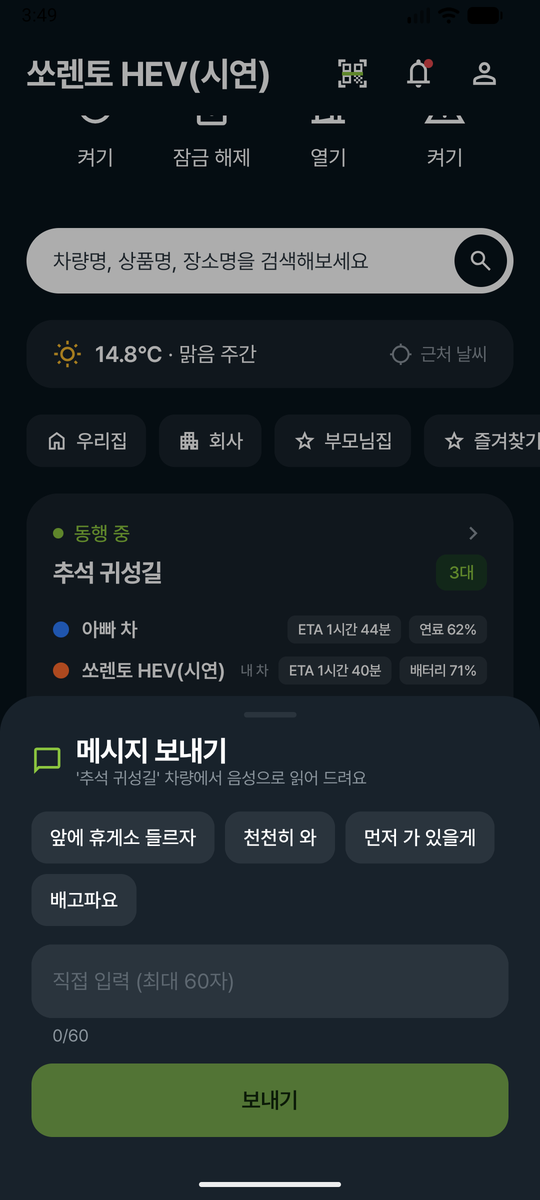 3:49
쏘렌토 HEV(시연)
켜기
잠금 해제
열기
켜기
차량명, 상품명, 장소명을 검색해보세요
14.8°C · 맑음 주간
근처 날씨
우리집
회사
부모님집
즐겨찾기
동행 중
추석 귀성길
3대
아빠 차
ETA 1시간 44분
연료 62%
쏘렌토 HEV(시연)
내 차
ETA 1시간 40분
배터리 71%
메시지 보내기
'추석 귀성길' 차량에서 음성으로 읽어 드려요
앞에 휴게소 들르자
천천히 와
먼저 가 있을게
배고파요
직접 입력 (최대 60자)
0/60
보내기